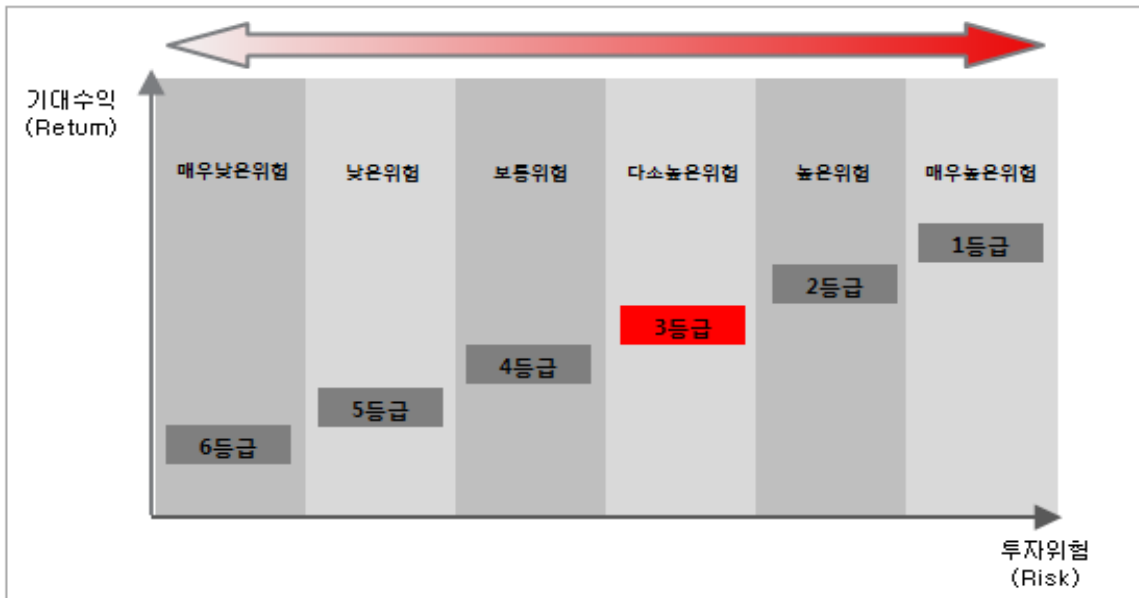 기대수익
(Return)
매우낮은위험
낮은위험
보통위험
다소높은위험
높은위험
매우높은위험
1등급
2등급
3등급
4등급
5등급
6등급
투자위험
(Risk)